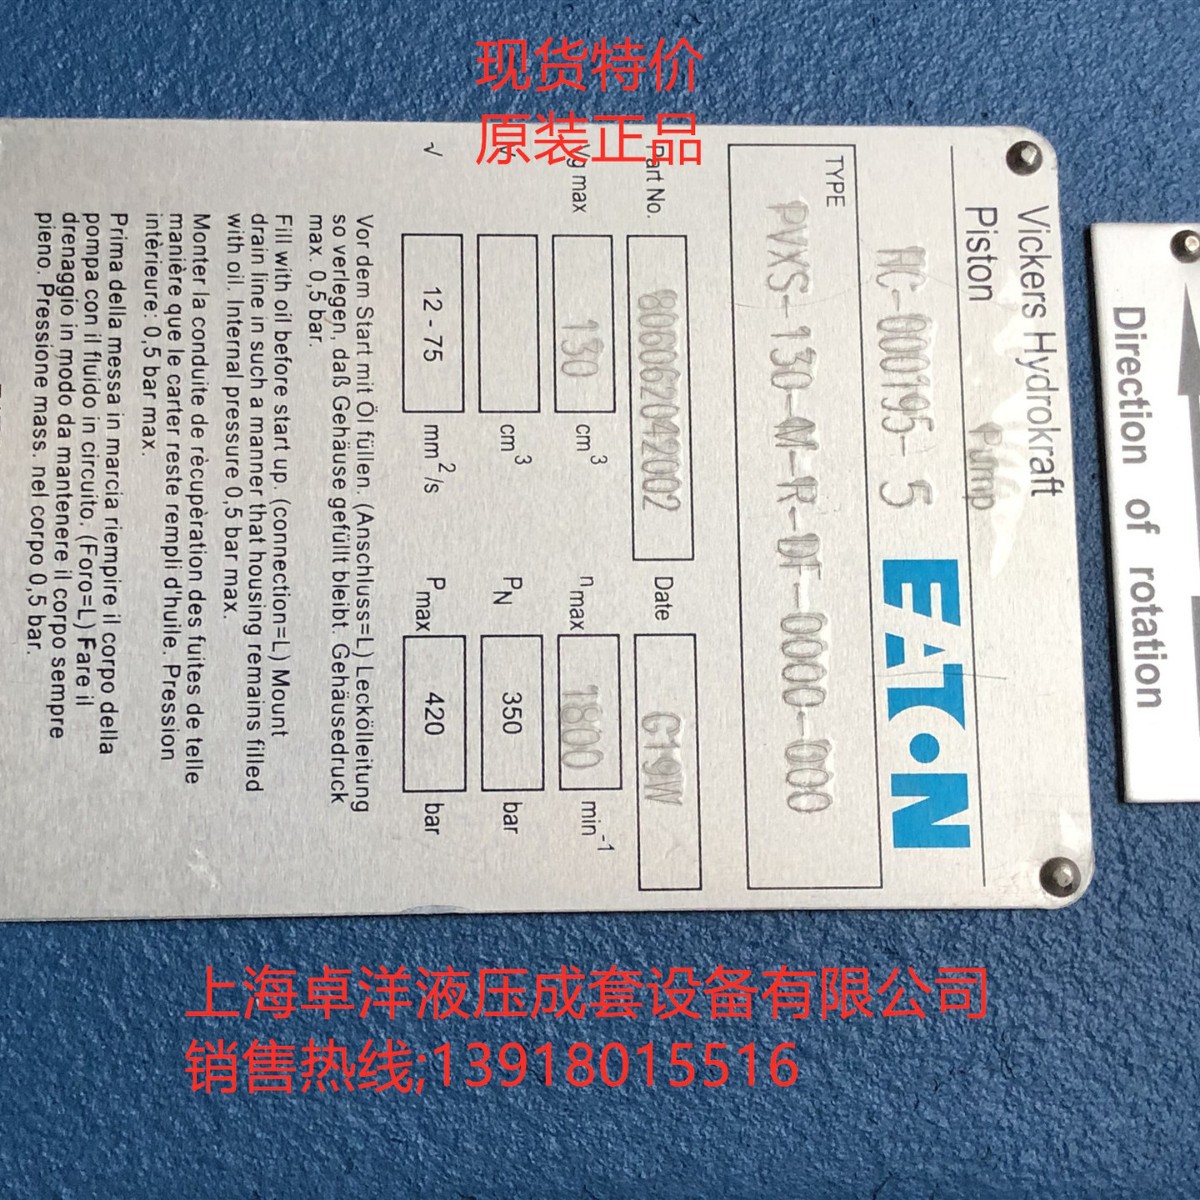 现货特价
原装正品
Vickers Hydrokraft
Piston Pump
HC-000195-5
EATON
TYPE
PVXS-130-M-R-DF-0000-000
Part No. 806062042002 Date G19W
Vg max 130 cm³ n max 1800 min⁻¹
V cm³ PN 350 bar
√ 12 - 75 mm²/s Pmax 420 bar
Vor dem Start mit Öl füllen. (Anschluss=L) Leckölleitung
so verlegen, daß Gehäuse gefüllt bleibt. Gehäusedruck
max. 0,5 bar.
Fill with oil before start up. (connection=L) Mount
drain line in such a manner that housing remains filled
with oil. Internal pressure 0,5 bar max.
Monter la conduite de rècupèration des fuites de telle
manière que le carter reste rempli d'huile. Pression
intèrieure: 0,5 bar max.
Prima della messa in marcia riempire il corpo della
pompa con il fluido in circuito. (Foro=L) Fare il
drenaggio in modo da mantenere il corpo sempre
pieno. Pressione mass. nel corpo 0,5 bar.
Direction of rotation
上海卓洋液压成套设备有限公司
销售热线;13918015516